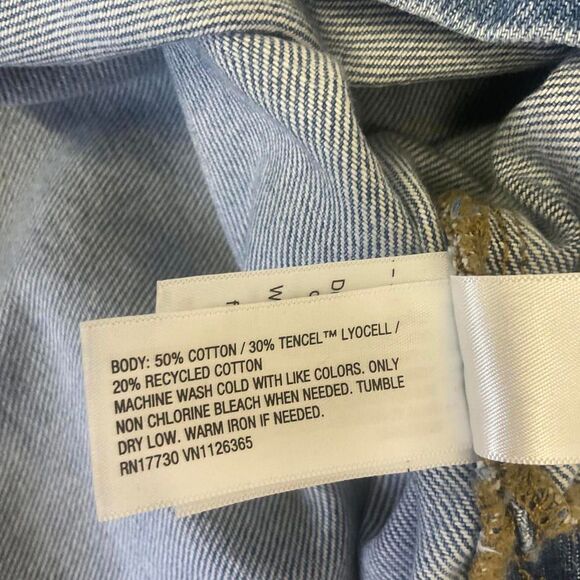 BODY: 50% COTTON / 30% TENCEL™ LYOCELL /
20% RECYCLED COTTON
MACHINE WASH COLD WITH LIKE COLORS. ONLY
NON CHLORINE BLEACH WHEN NEEDED. TUMBLE
DRY LOW. WARM IRON IF NEEDED.
RN17730 VN1126365